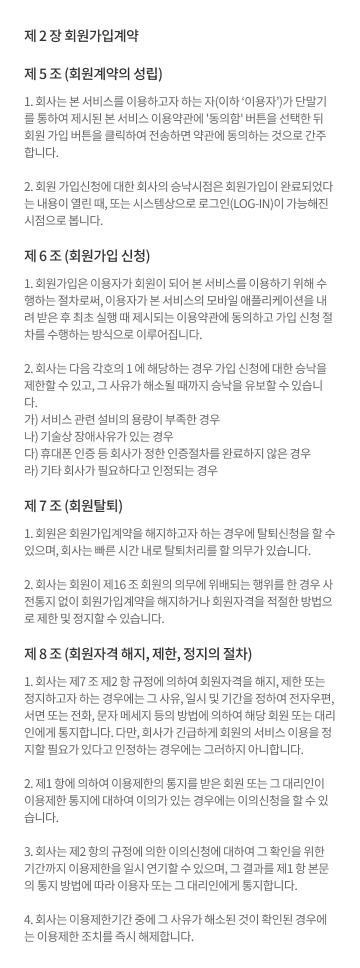 제 2 장 회원가입계약
제 5 조 (회원계약의 성립)
1. 회사는 본 서비스를 이용하고자 하는 자(이하 ‘이용자’)가 단말기
를 통하여 제시된 본 서비스 이용약관에 '동의함' 버튼을 선택한 뒤
회원 가입 버튼을 클릭하여 전송하면 약관에 동의하는 것으로 간주
합니다.
2. 회원 가입신청에 대한 회사의 승낙시점은 회원가입이 완료되었다
는 내용이 열린 때, 또는 시스템상으로 로그인(LOG-IN)이 가능해진
시점으로 봅니다.
제 6 조 (회원가입 신청)
1. 회원가입은 이용자가 회원이 되어 본 서비스를 이용하기 위해 수
행하는 절차로써, 이용자가 본 서비스의 모바일 애플리케이션을 내
려 받은 후 최초 실행 때 제시되는 이용약관에 동의하고 가입 신청 절
차를 수행하는 방식으로 이루어집니다.
2. 회사는 다음 각호의 1 에 해당하는 경우 가입 신청에 대한 승낙을
제한할 수 있고, 그 사유가 해소될 때까지 승낙을 유보할 수 있습니
다.
가) 서비스 관련 설비의 용량이 부족한 경우
나) 기술상 장애사유가 있는 경우
다) 휴대폰 인증 등 회사가 정한 인증절차를 완료하지 않은 경우
라) 기타 회사가 필요하다고 인정되는 경우
제 7 조 (회원탈퇴)
1. 회원은 회원가입계약을 해지하고자 하는 경우에 탈퇴신청을 할 수
있으며, 회사는 빠른 시간 내로 탈퇴처리를 할 의무가 있습니다.
2. 회사는 회원이 제16 조 회원의 의무에 위배되는 행위를 한 경우 사
전통지 없이 회원가입계약을 해지하거나 회원자격을 적절한 방법으
로 제한 및 정지할 수 있습니다.
제 8 조 (회원자격 해지, 제한, 정지의 절차)
1. 회사는 제7 조 제2 항 규정에 의하여 회원자격을 해지, 제한 또는
정지하고자 하는 경우에는 그 사유, 일시 및 기간을 정하여 전자우편,
서면 또는 전화, 문자 메세지 등의 방법에 의하여 해당 회원 또는 대리
인에게 통지합니다. 다만, 회사가 긴급하게 회원의 서비스 이용을 정
지할 필요가 있다고 인정하는 경우에는 그러하지 아니합니다.
2. 제1 항에 의하여 이용제한의 통지를 받은 회원 또는 그 대리인이
이용제한 통지에 대하여 이의가 있는 경우에는 이의신청을 할 수 있
습니다.
3. 회사는 제2 항의 규정에 의한 이의신청에 대하여 그 확인을 위한
기간까지 이용제한을 일시 연기할 수 있으며, 그 결과를 제1 항 본문
의 통지 방법에 따라 이용자 또는 그 대리인에게 통지합니다.
4. 회사는 이용제한기간 중에 그 사유가 해소된 것이 확인된 경우에
는 이용제한 조치를 즉시 해제합니다.